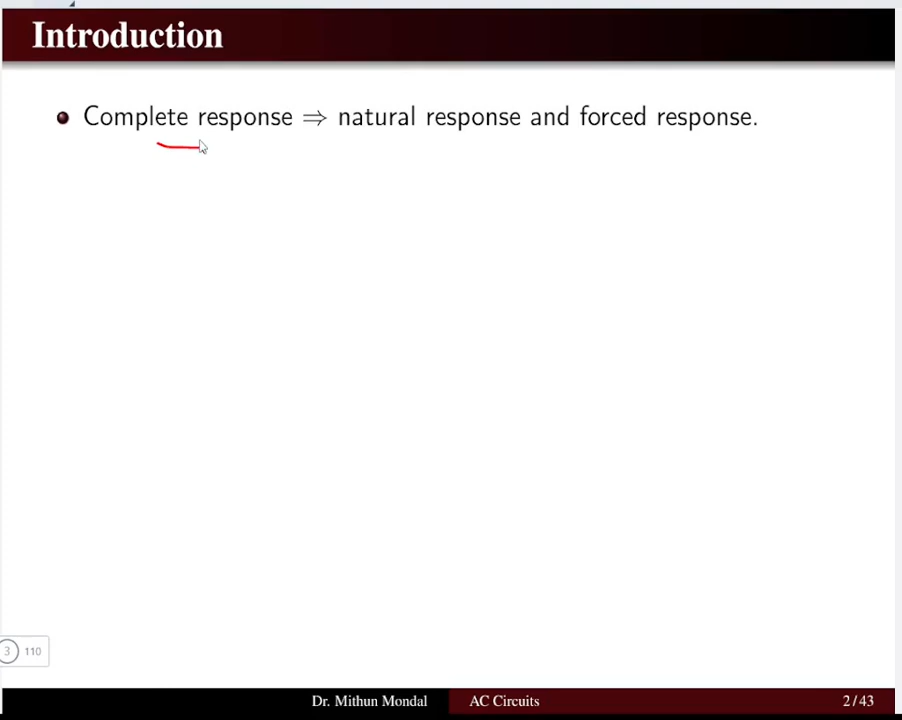 Introduction
Complete response ⇒ natural response and forced response.
3 110
Dr. Mithun Mondal AC Circuits 2/43